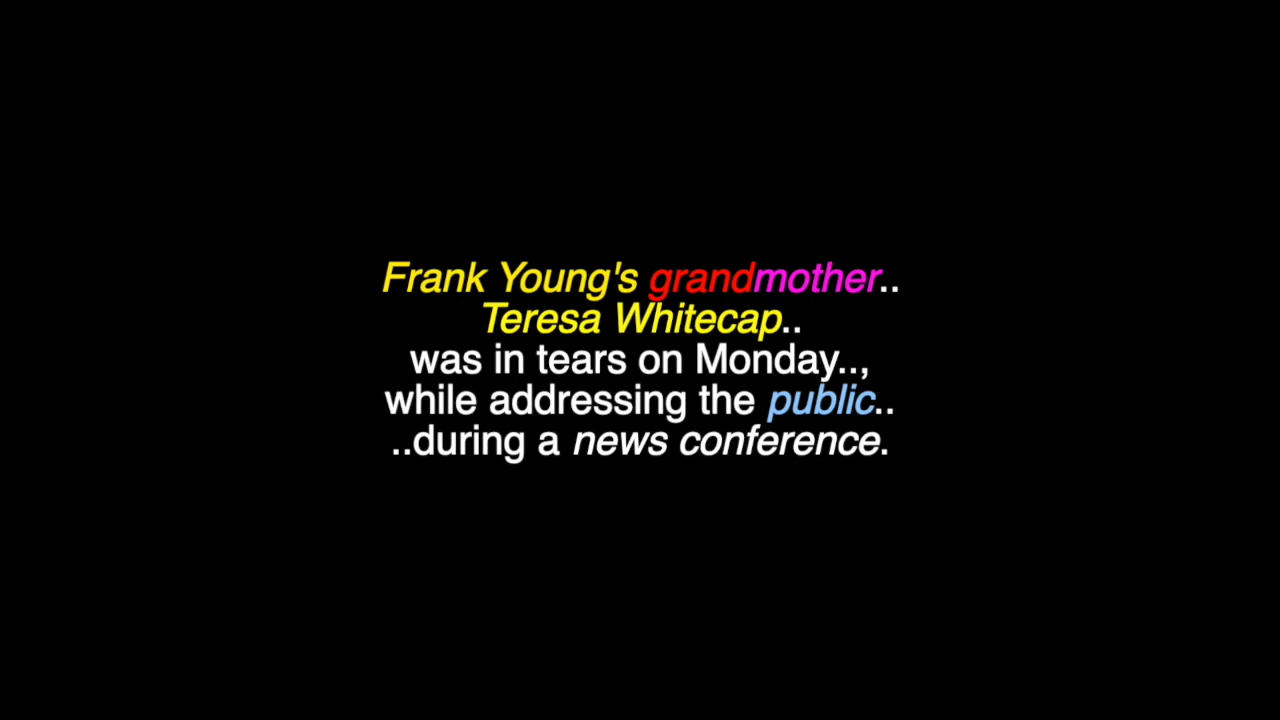 Frank Young's grandmother..
Teresa Whitecap..
was in tears on Monday..,
while addressing the public..
..during a news conference.